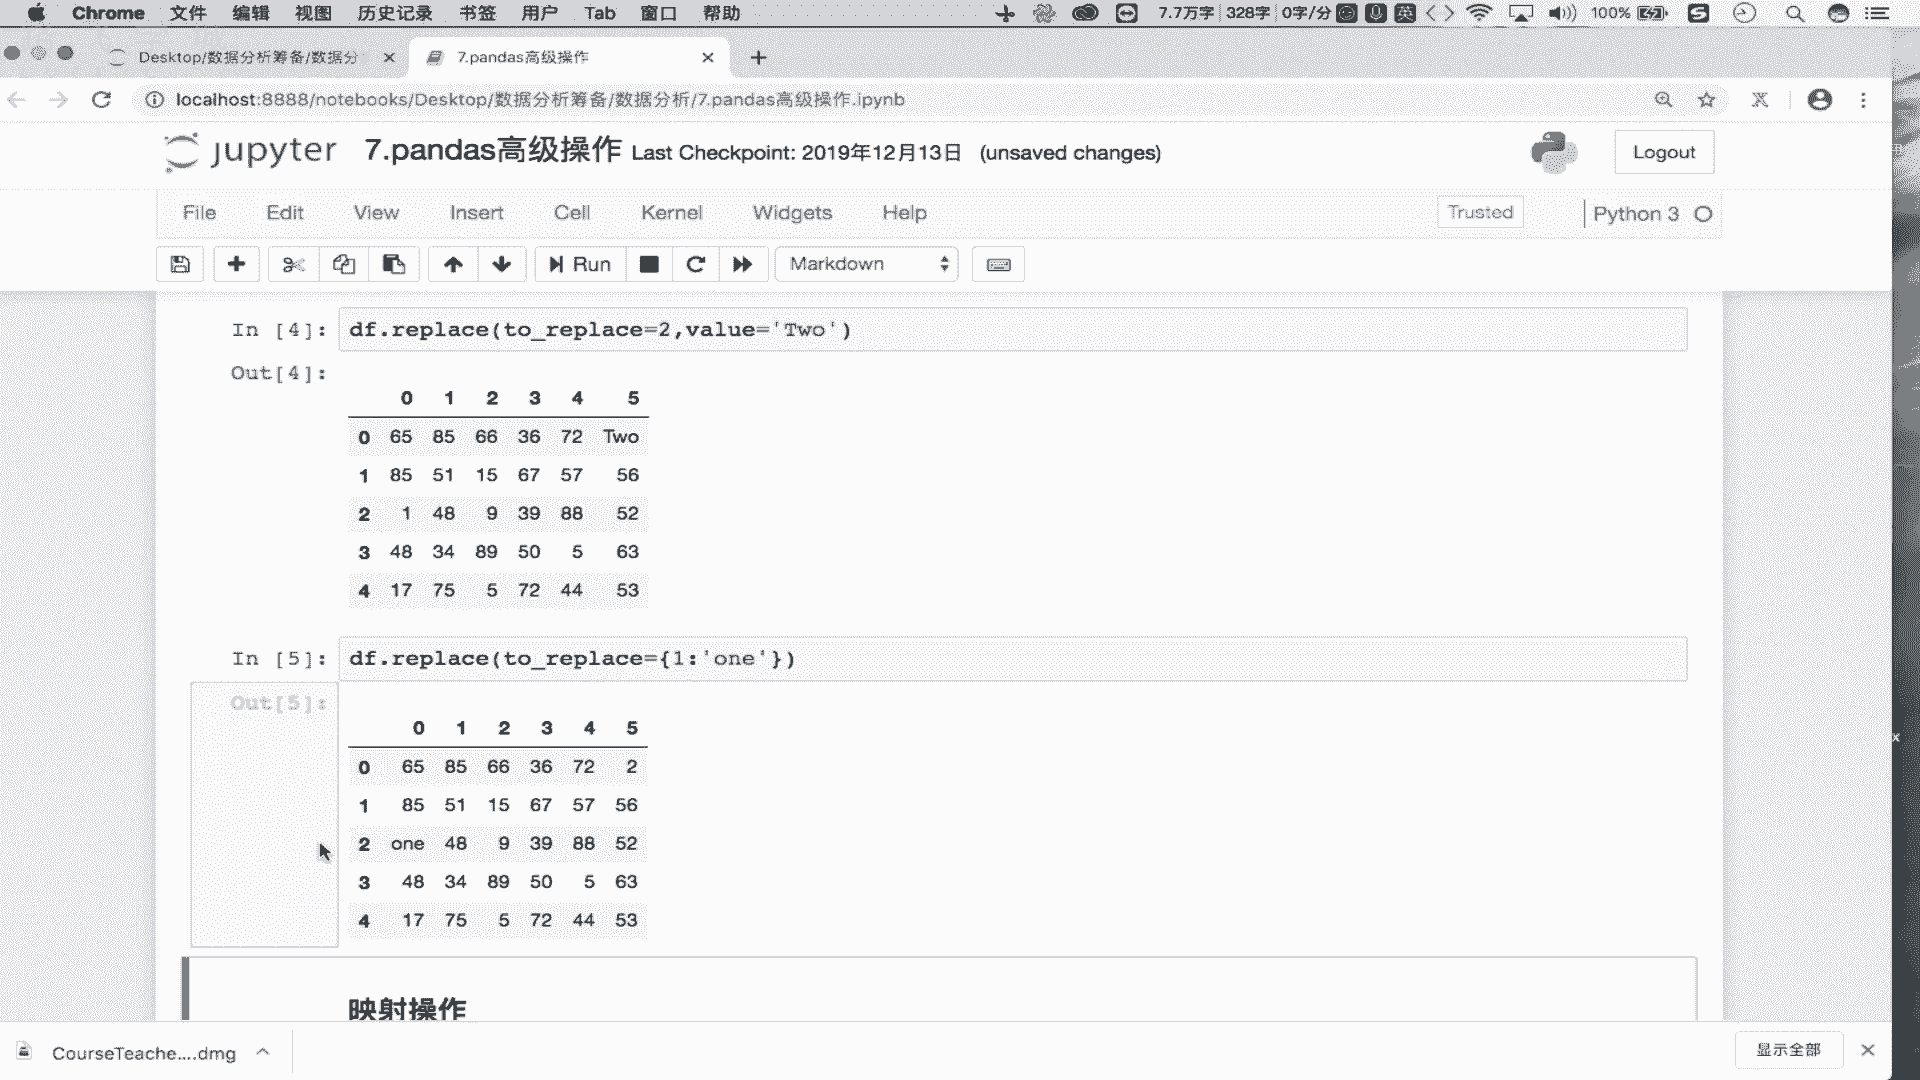 Chrome 文件 编辑 视图 历史记录 书签 用户 Tab 窗口 帮助 7.7万字 328字 0字/分 英 100%
Desktop/数据分析筹备/数据分 7.pandas高级操作
localhost:8888/notebooks/Desktop/数据分析筹备/数据分析/7.pandas高级操作.ipynb
jupyter 7.pandas高级操作 Last Checkpoint: 2019年12月13日 (unsaved changes) Logout
File Edit View Insert Cell Kernel Widgets Help Trusted Python 3
Run Markdown
In [4]: df.replace(to_replace=2,value='Two')
Out[4]:
0 1 2 3 4 5
0 65 85 66 36 72 Two
1 85 51 15 67 57 56
2 1 48 9 39 88 52
3 48 34 89 50 5 63
4 17 75 5 72 44 53
In [5]: df.replace(to_replace={1:'one'})
Out[5]:
0 1 2 3 4 5
0 65 85 66 36 72 2
1 85 51 15 67 57 56
2 one 48 9 39 88 52
3 48 34 89 50 5 63
4 17 75 5 72 44 53
映射操作
CourseTeache....dmg 显示全部